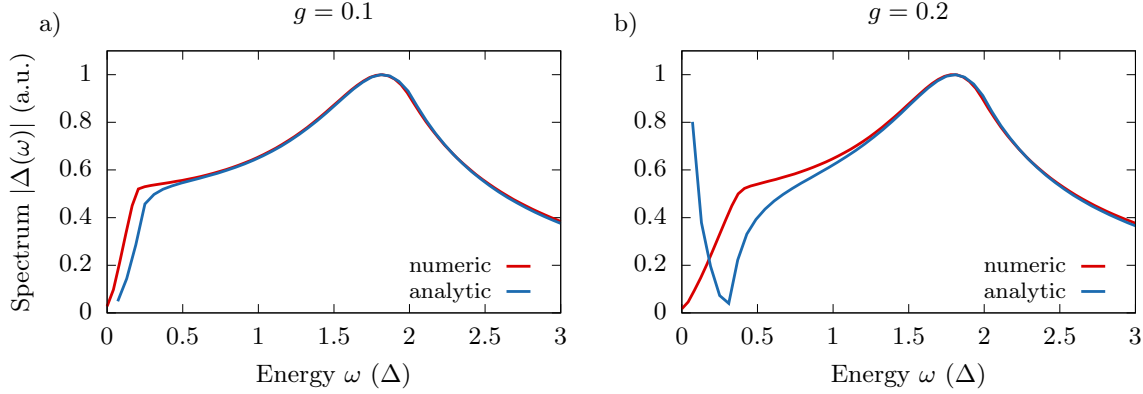 a)
g = 0.1
Spectrum |Δ(ω)| (a.u.)
1
0.8
0.6
0.4
0.2
0
numeric
analytic
0 0.5 1 1.5 2 2.5 3
Energy ω (Δ)
b)
g = 0.2
1
0.8
0.6
0.4
0.2
0
numeric
analytic
0 0.5 1 1.5 2 2.5 3
Energy ω (Δ)